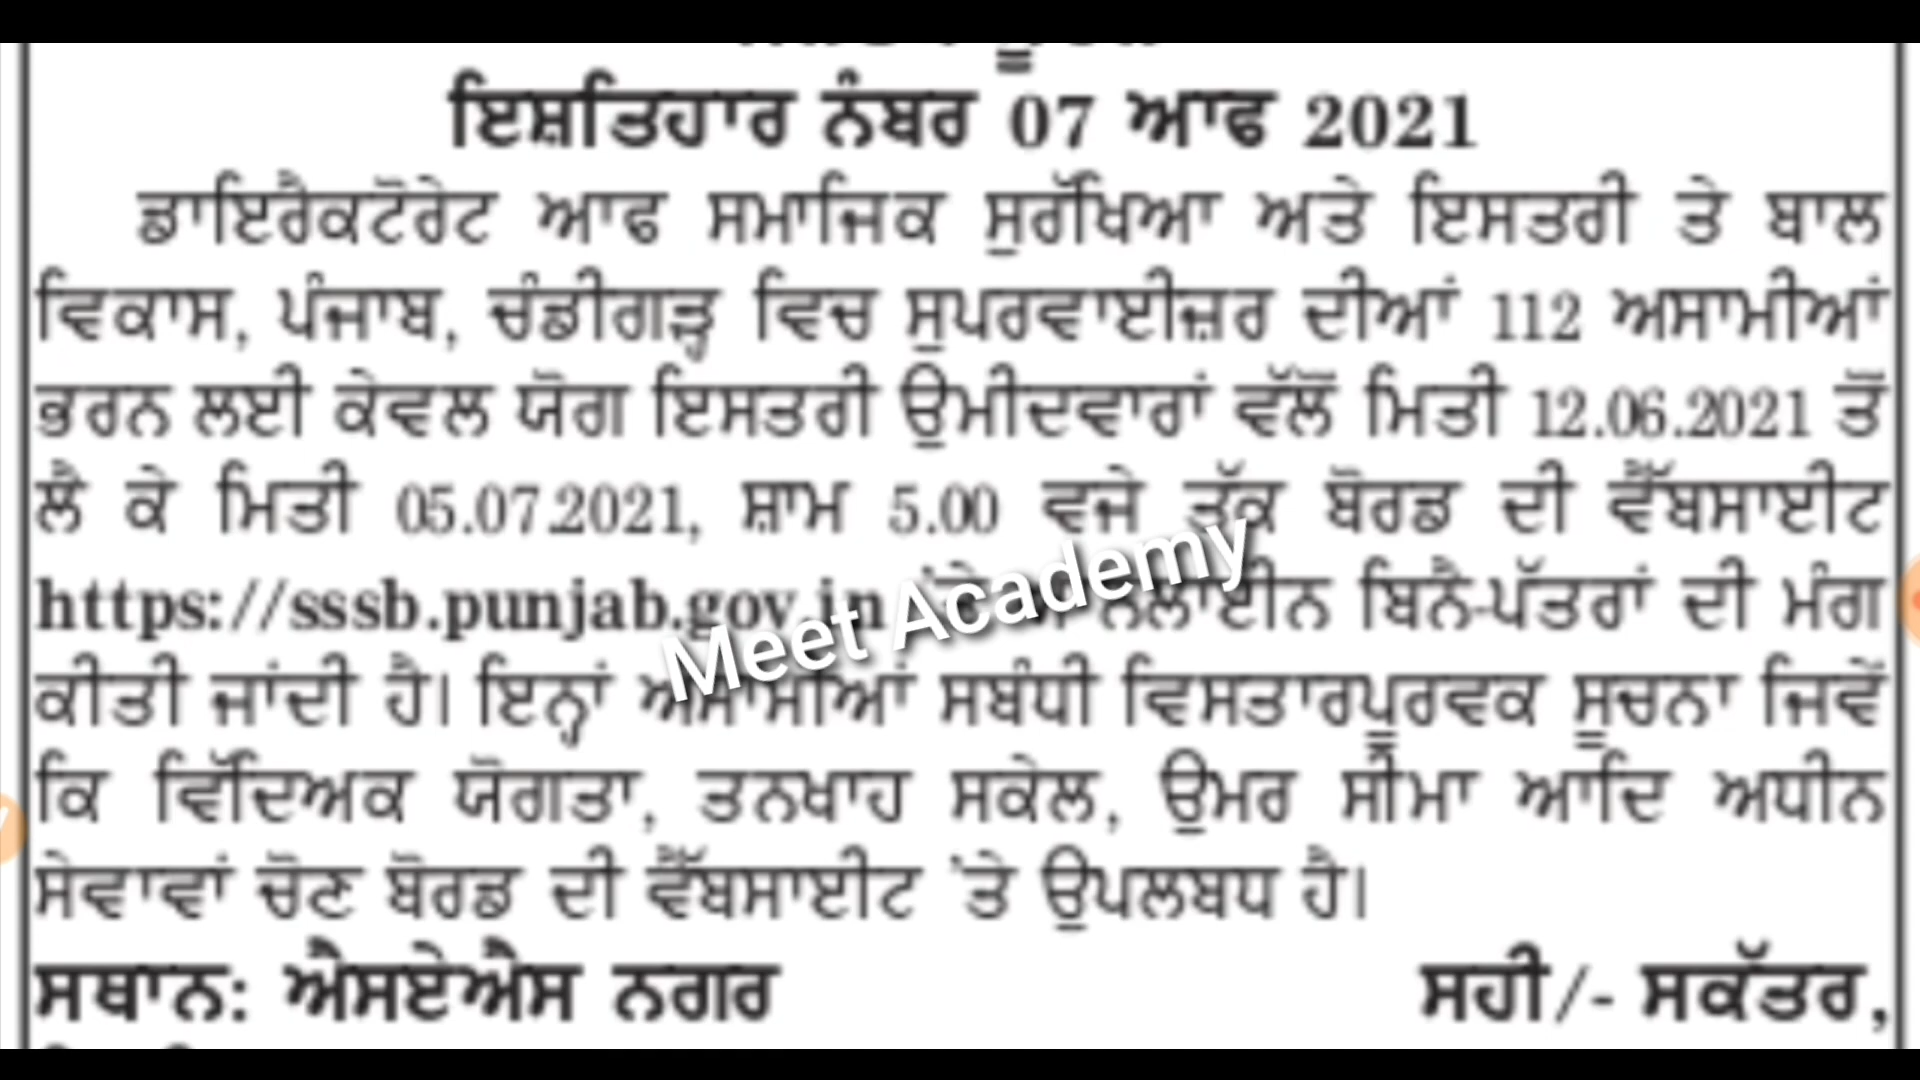 ਇਸ਼ਤਿਹਾਰ ਨੰਬਰ 07 ਆਫ 2021
ਡਾਇਰੈਕਟੋਰੇਟ ਆਫ ਸਮਾਜਿਕ ਸੁਰੱਖਿਆ ਅਤੇ ਇਸਤਰੀ ਤੇ ਬਾਲ
ਵਿਕਾਸ, ਪੰਜਾਬ, ਚੰਡੀਗੜ੍ਹ ਵਿਚ ਸੁਪਰਵਾਈਜ਼ਰ ਦੀਆਂ 112 ਅਸਾਮੀਆਂ
ਭਰਨ ਲਈ ਕੇਵਲ ਯੋਗ ਇਸਤਰੀ ਉਮੀਦਵਾਰਾਂ ਵੱਲੋਂ ਮਿਤੀ 12.06.2021 ਤੋਂ
ਲੈ ਕੇ ਮਿਤੀ 05.07.2021, ਸ਼ਾਮ 5.00 ਵਜੇ ਤੱਕ ਬੋਰਡ ਦੀ ਵੈੱਬਸਾਈਟ
https://sssb.punjab.gov.in ਬਿਨੈ-ਪੱਤਰਾਂ ਦੀ ਮੰਗ
Meet Academy
ਕੀਤੀ ਜਾਂਦੀ ਹੈ। ਇਨ੍ਹਾਂ ਅਸਾਮੀਆਂ ਸਬੰਧੀ ਵਿਸਤਾਰਪੂਰਵਕ ਸੂਚਨਾ ਜਿਵੇਂ
ਕਿ ਵਿੱਦਿਅਕ ਯੋਗਤਾ, ਤਨਖਾਹ ਸਕੇਲ, ਉਮਰ ਸੀਮਾ ਆਦਿ ਅਧੀਨ
ਸੇਵਾਵਾਂ ਚੋਣ ਬੋਰਡ ਦੀ ਵੈੱਬਸਾਈਟ 'ਤੇ ਉਪਲਬਧ ਹੈ।
ਸਥਾਨ: ਐਸਏਐਸ ਨਗਰ ਸਹੀ/- ਸਕੱਤਰ,